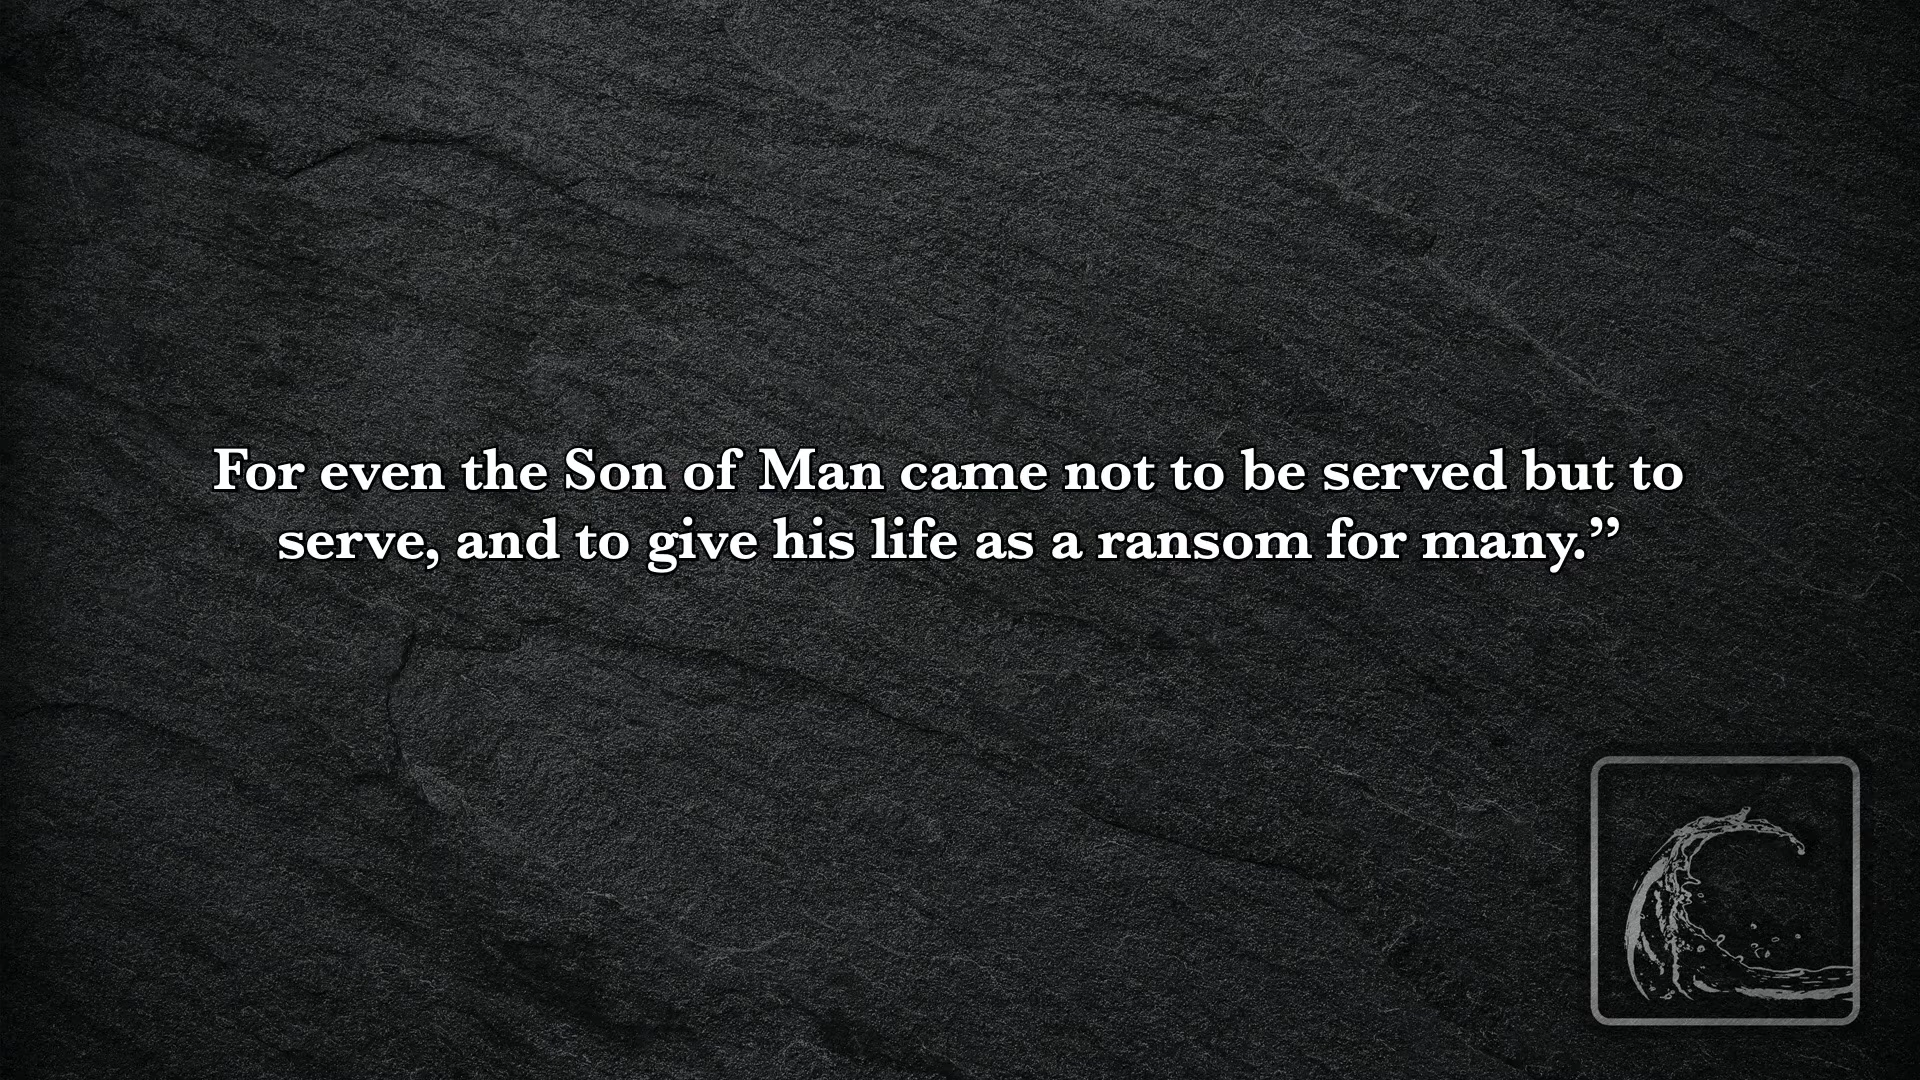 For even the Son of Man came not to be served but to
serve, and to give his life as a ransom for many.”